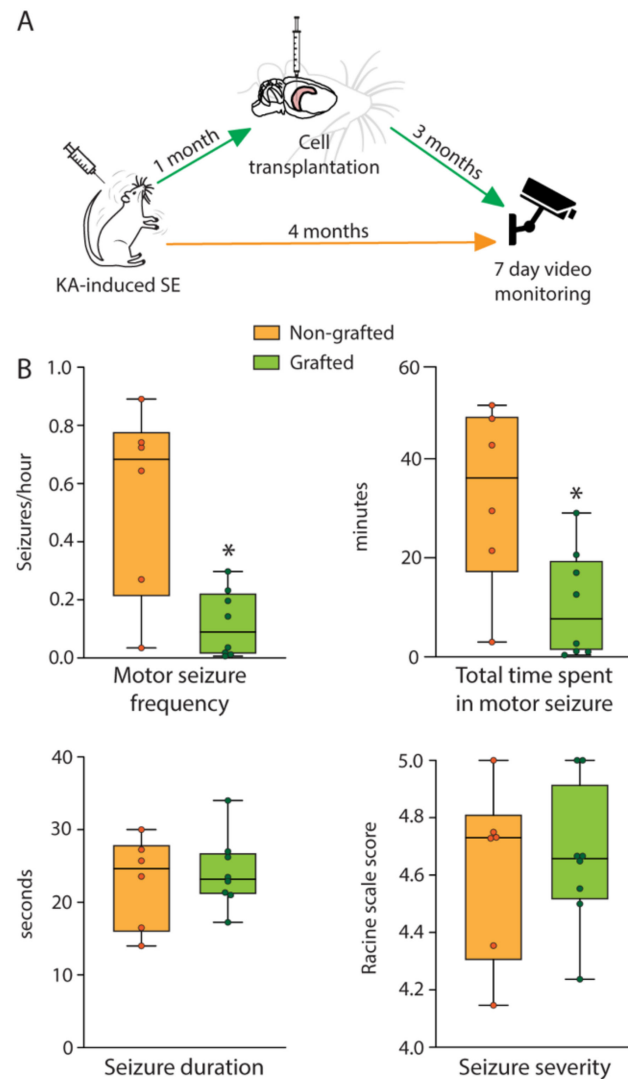 A
1 month
Cell
transplantation
3 months
4 months
KA-induced SE
7 day video
monitoring
Non-grafted
Grafted
B
1.0
0.8
0.6
0.4
0.2
0.0
Seizures/hour
*
Motor seizure
frequency
60
40
20
0
minutes
*
Total time spent
in motor seizure
40
30
20
10
0
seconds
Seizure duration
5.0
4.8
4.6
4.4
4.2
4.0
Racine scale score
Seizure severity